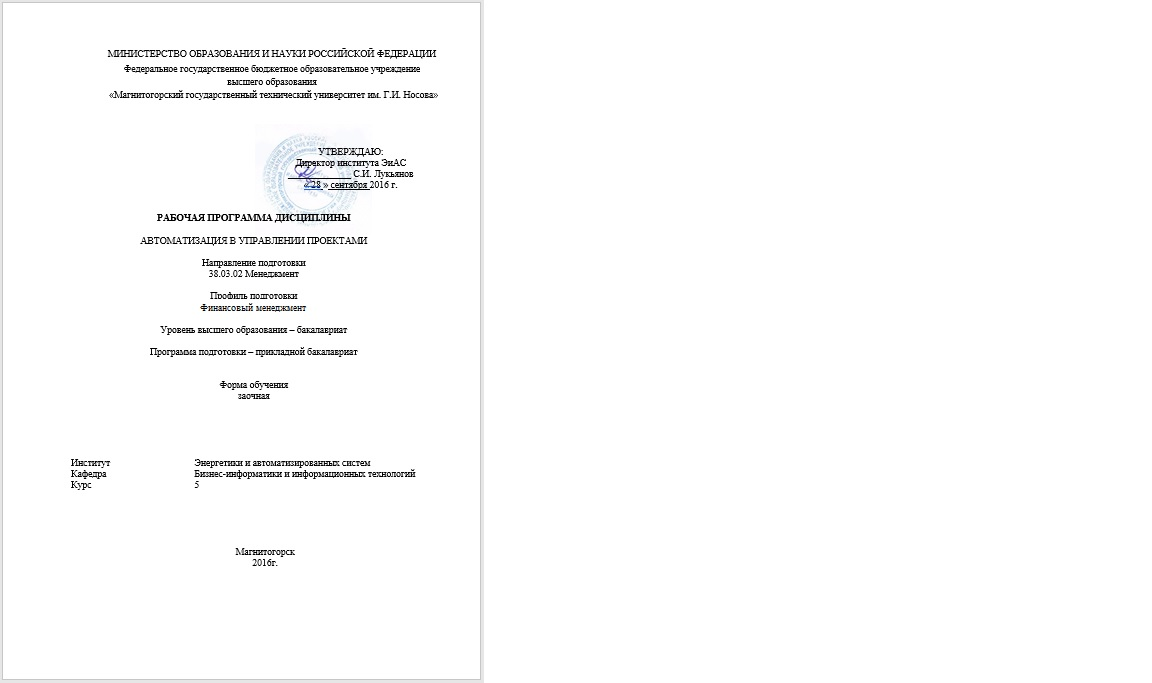 МИНИСТЕРСТВО ОБРАЗОВАНИЯ И НАУКИ РОССИЙСКОЙ ФЕДЕРАЦИИ
Федеральное государственное бюджетное образовательное учреждение
высшего образования
«Магнитогорский государственный технический университет им. Г.И. Носова»
УТВЕРЖДАЮ:
Директор института ЭиАС
____________ С.И. Лукьянов
« 28 » сентября 2016 г.
РАБОЧАЯ ПРОГРАММА ДИСЦИПЛИНЫ
АВТОМАТИЗАЦИЯ В УПРАВЛЕНИИ ПРОЕКТАМИ
Направление подготовки
38.03.02 Менеджмент
Профиль подготовки
Финансовый менеджмент
Уровень высшего образования – бакалавриат
Программа подготовки – прикладной бакалавриат
Форма обучения
заочная
Институт Энергетики и автоматизированных систем
Кафедра Бизнес-информатики и информационных технологий
Курс 5
Магнитогорск
2016г.